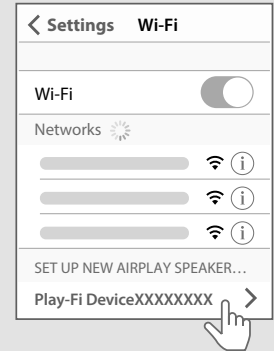 Settings Wi-Fi
Wi-Fi
Networks
SET UP NEW AIRPLAY SPEAKER...
Play-Fi DeviceXXXXXXXX